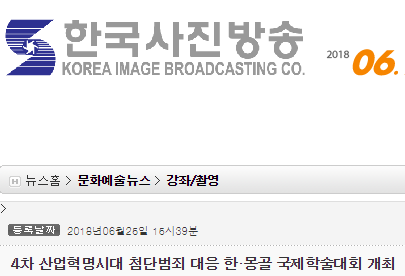 한국사진방송
KOREA IMAGE BROADCASTING CO.
2018 06.
뉴스홈 > 문화예술뉴스 > 강좌/촬영
>
등록날짜 2018년06월26일 16시39분
4차 산업혁명시대 첨단범죄 대응 한·몽골 국제학술대회 개최